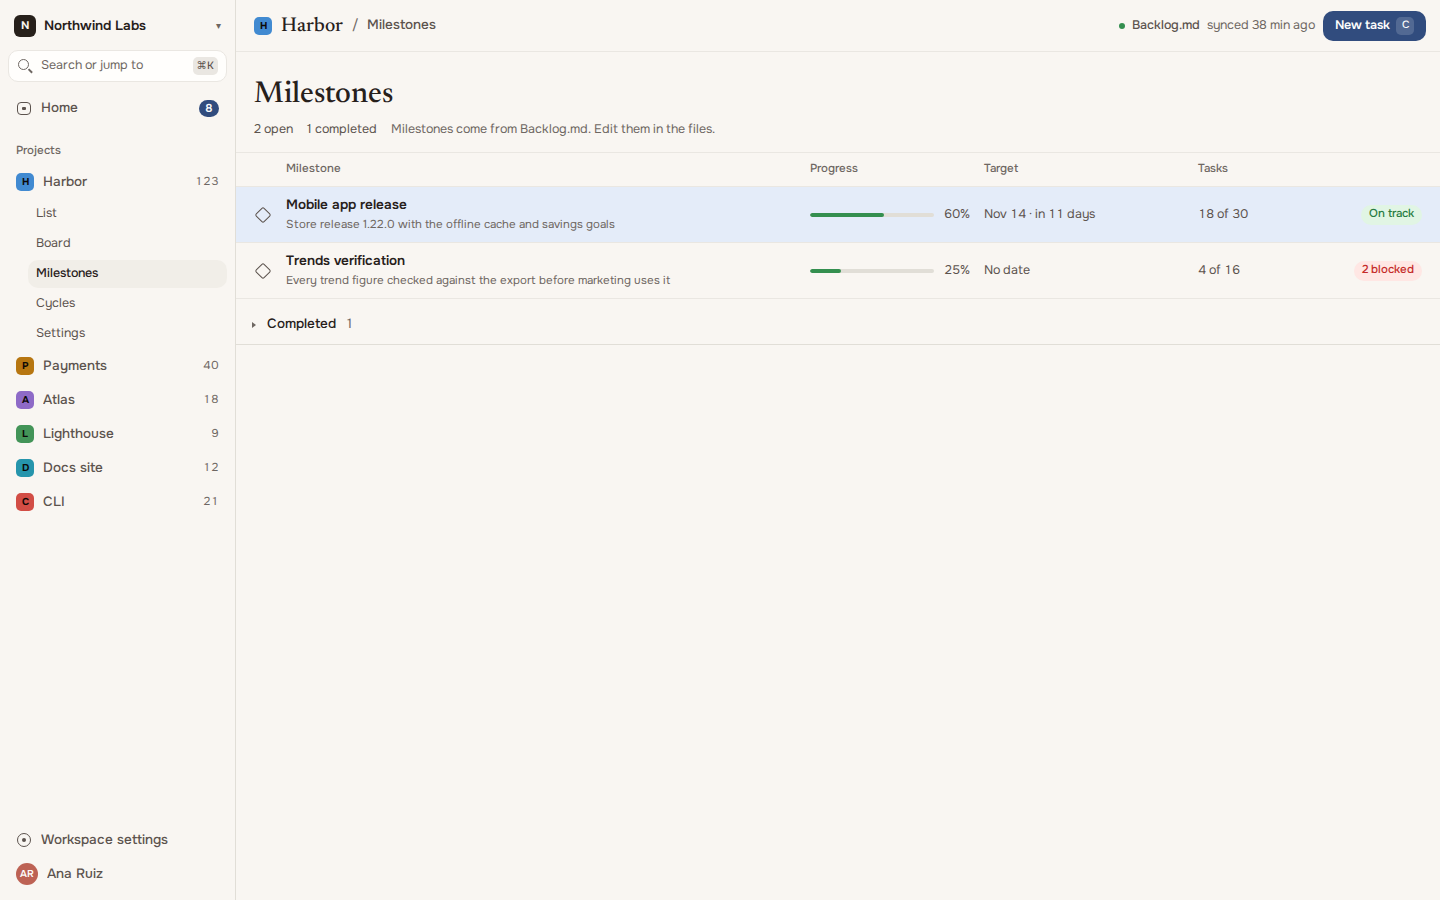 N Northwind Labs
Search or jump to ⌘K
Home 8
Projects
H Harbor 123
List
Board
Milestones
Cycles
Settings
P Payments 40
A Atlas 18
L Lighthouse 9
D Docs site 12
C CLI 21
Workspace settings
AR Ana Ruiz
H Harbor / Milestones
Backlog.md synced 38 min ago New task C
Milestones
2 open 1 completed Milestones come from Backlog.md. Edit them in the files.
Milestone Progress Target Tasks
Mobile app release
Store release 1.22.0 with the offline cache and savings goals
60% Nov 14 · in 11 days 18 of 30 On track
Trends verification
Every trend figure checked against the export before marketing uses it
25% No date 4 of 16 2 blocked
Completed 1